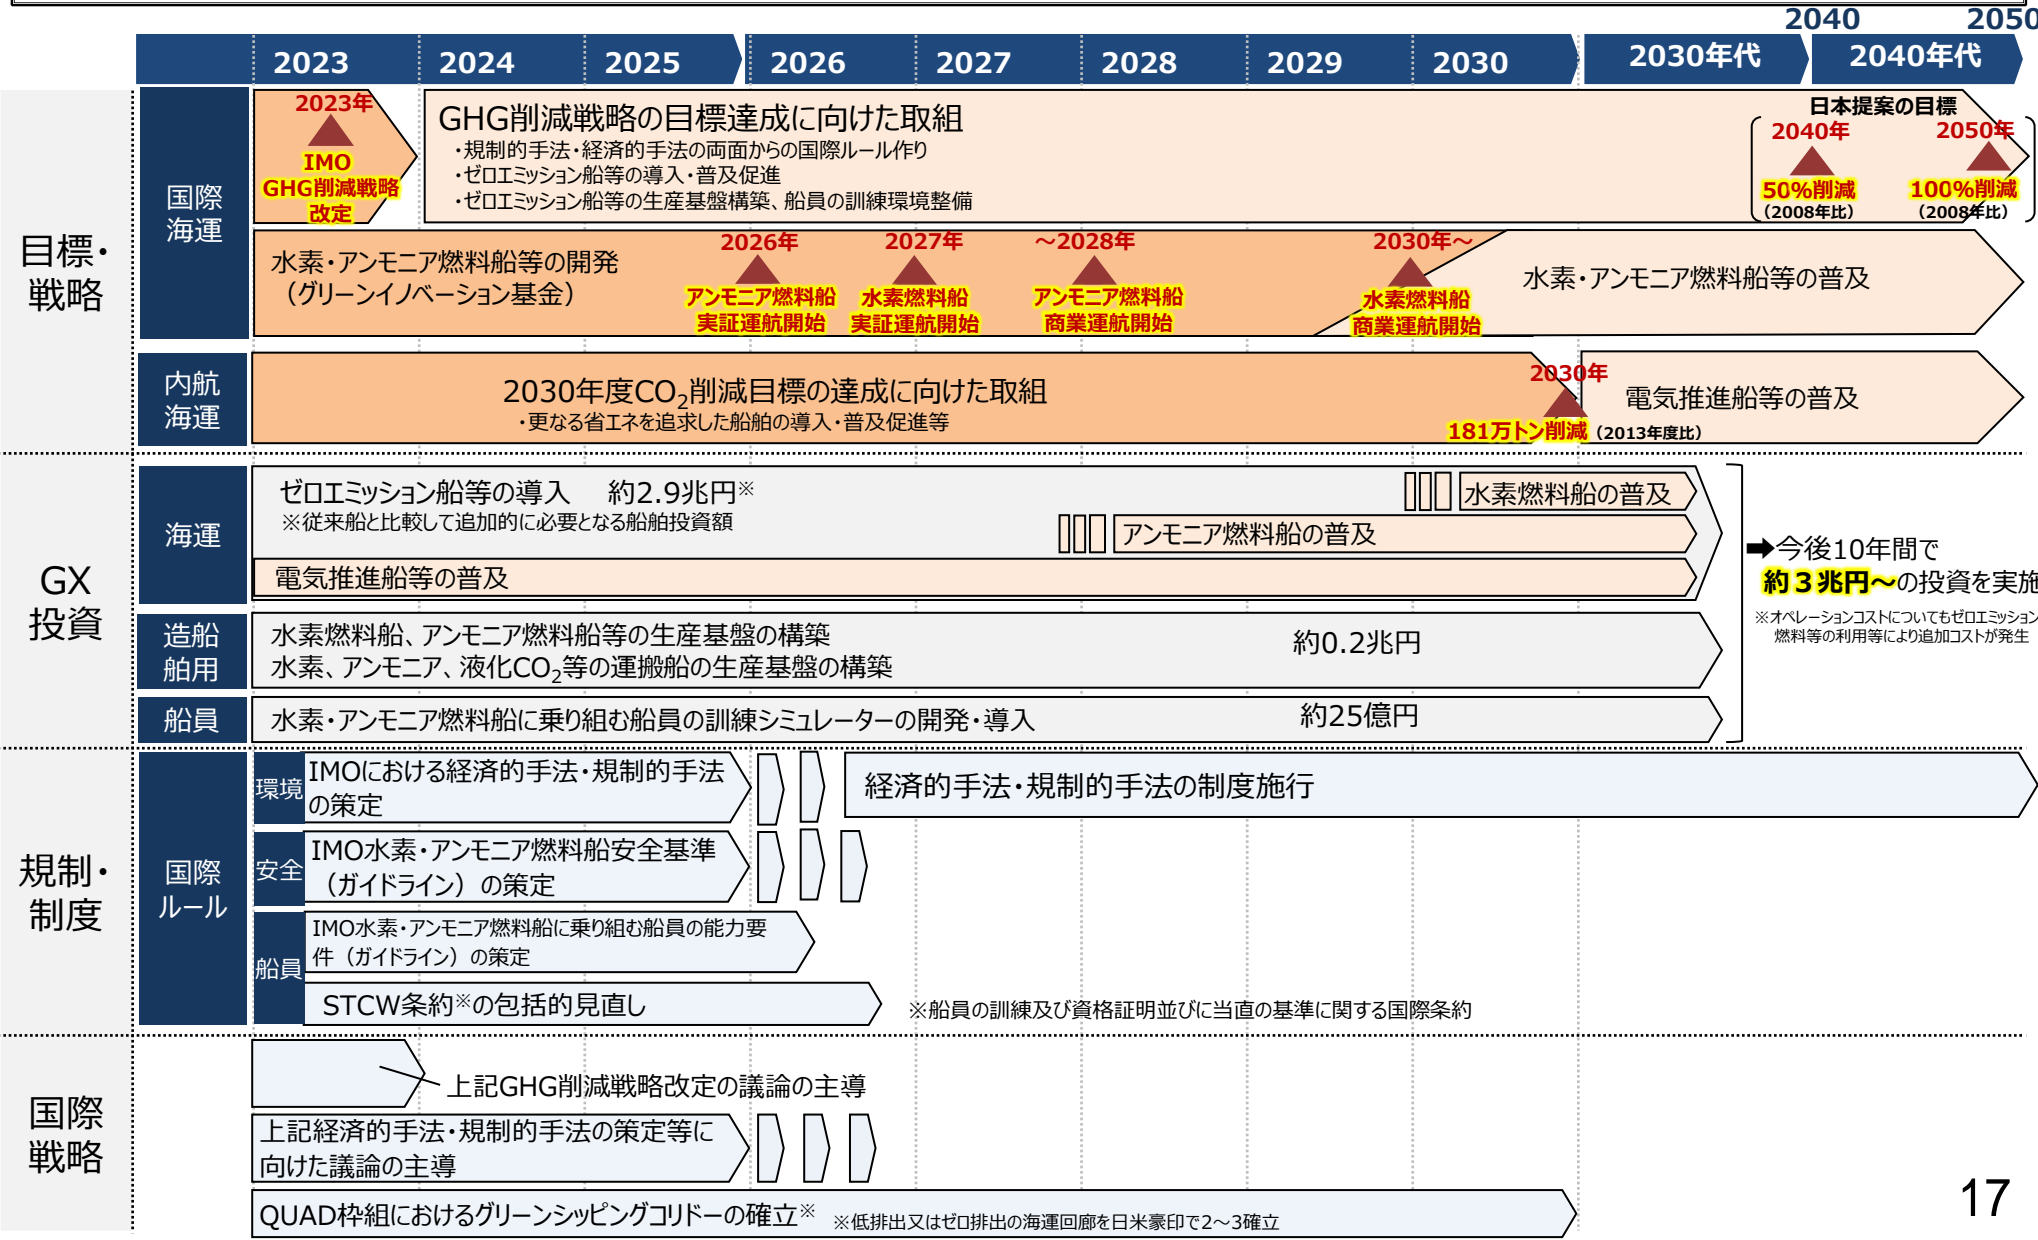 2040 2050
2023 2024 2025 2026 2027 2028 2029 2030 2030年代 2040年代
目標・
戦略
国際
海運
2023年
IMO
GHG削減戦略
改定
GHG削減戦略の目標達成に向けた取組
・規制的手法・経済的手法の両面からの国際ルール作り
・ゼロエミッション船等の導入・普及促進
・ゼロエミッション船等の生産基盤構築、船員の訓練環境整備
日本提案の目標
2040年
50%削減
（2008年比）
2050年
100%削減
（2008年比）
水素・アンモニア燃料船等の開発
（グリーンイノベーション基金）
2026年
アンモニア燃料船
実証運航開始
2027年
水素燃料船
実証運航開始
～2028年
アンモニア燃料船
商業運航開始
2030年～
水素燃料船
商業運航開始
水素・アンモニア燃料船等の普及
内航
海運
2030年度CO2削減目標の達成に向けた取組
・更なる省エネを追求した船舶の導入・普及促進等
2030年
181万トン削減（2013年度比）
電気推進船等の普及
GX
投資
海運
ゼロエミッション船等の導入 約2.9兆円※
※従来船と比較して追加的に必要となる船舶投資額
水素燃料船の普及
アンモニア燃料船の普及
電気推進船等の普及
造船
舶用
水素燃料船、アンモニア燃料船等の生産基盤の構築
水素、アンモニア、液化CO2等の運搬船の生産基盤の構築
約0.2兆円
船員
水素・アンモニア燃料船に乗り組む船員の訓練シミュレーターの開発・導入
約25億円
➡今後10年間で
約３兆円～の投資を実施
※オペレーションコストについてもゼロエミッション
燃料等の利用等により追加コストが発生
規制・
制度
国際
ルール
環境
IMOにおける経済的手法・規制的手法
の策定
経済的手法・規制的手法の制度施行
安全
IMO水素・アンモニア燃料船安全基準
（ガイドライン）の策定
船員
IMO水素・アンモニア燃料船に乗り組む船員の能力要
件（ガイドライン）の策定
STCW条約※の包括的見直し
※船員の訓練及び資格証明並びに当直の基準に関する国際条約
国際
戦略
上記GHG削減戦略改定の議論の主導
上記経済的手法・規制的手法の策定等に
向けた議論の主導
QUAD枠組におけるグリーンシッピングコリドーの確立※ ※低排出又はゼロ排出の海運回廊を日米豪印で2～3確立
17